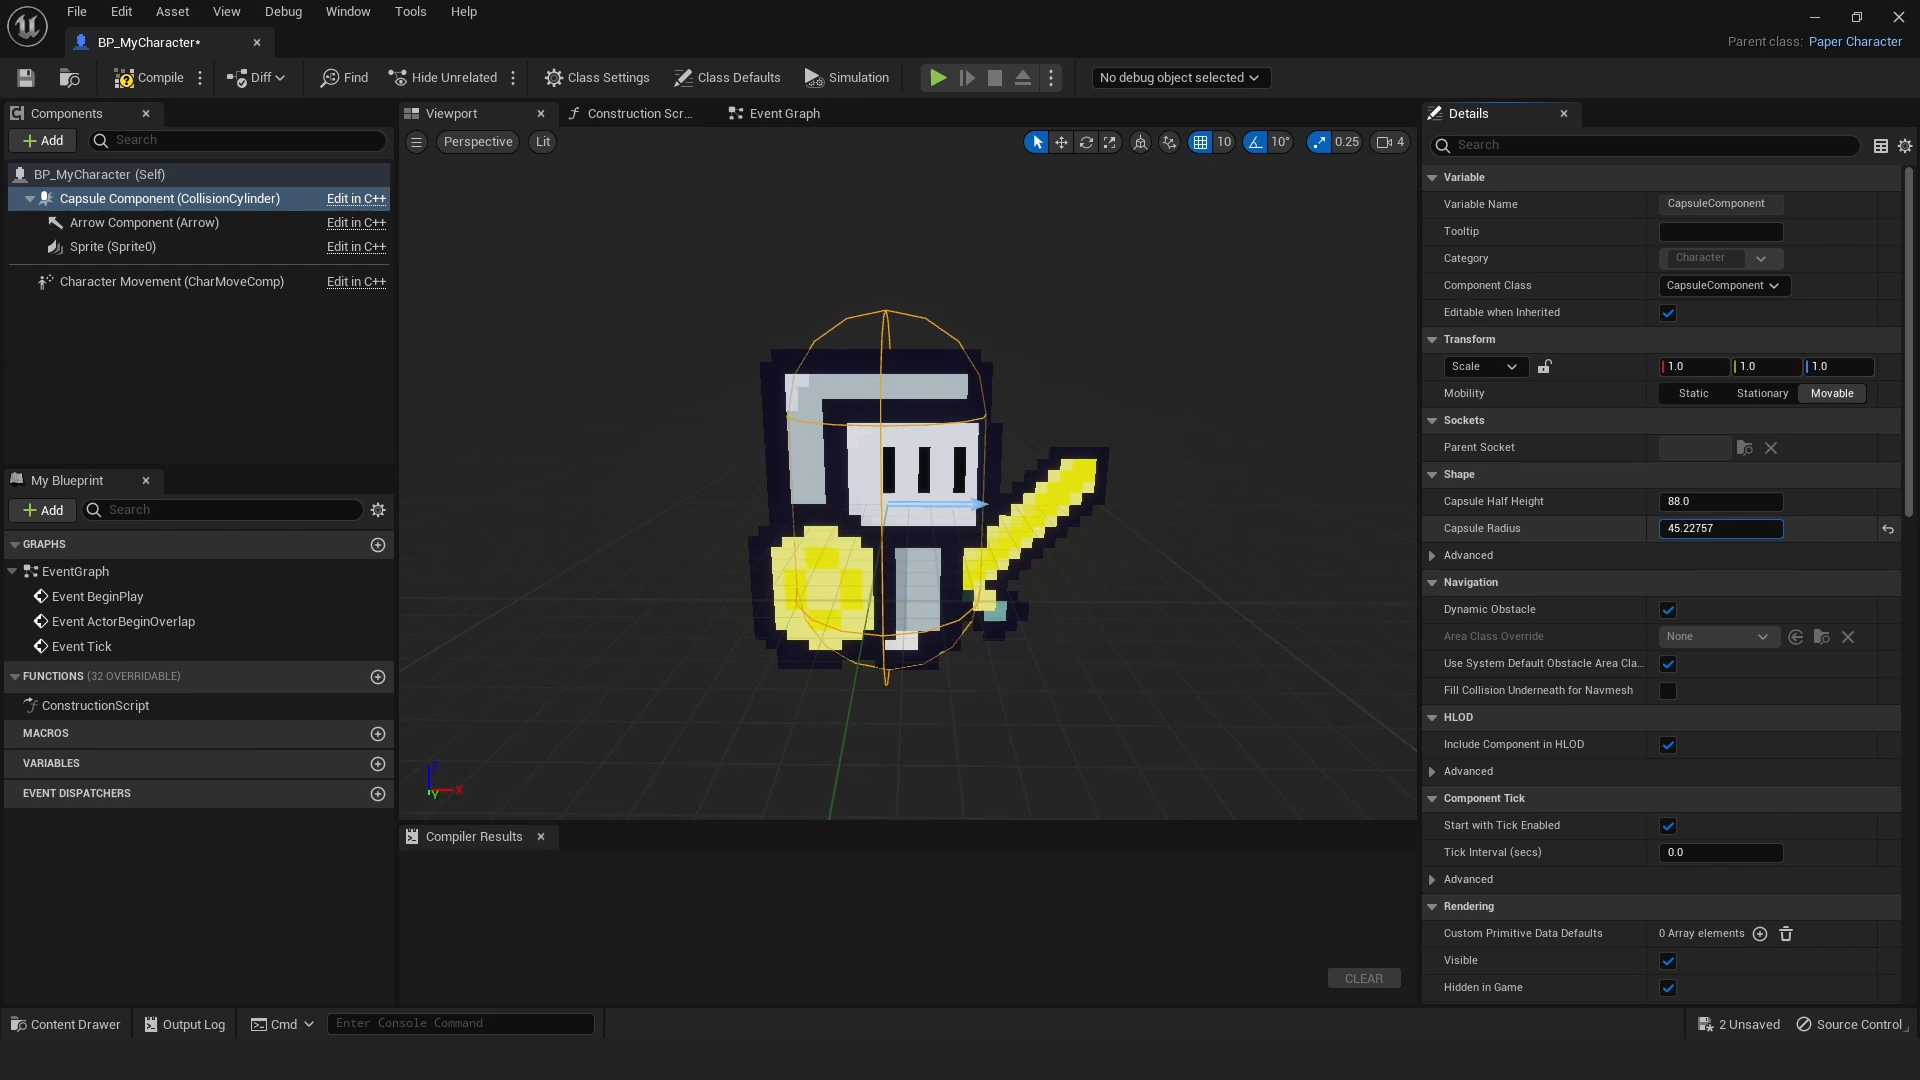 File Edit Asset View Debug Window Tools Help
BP_MyCharacter*
Parent class: Paper Character
Compile Diff Find Hide Unrelated Class Settings Class Defaults Simulation No debug object selected
Components
Add Search
BP_MyCharacter (Self)
Capsule Component (CollisionCylinder) Edit in C++
Arrow Component (Arrow) Edit in C++
Sprite (Sprite0) Edit in C++
Character Movement (CharMoveComp) Edit in C++
My Blueprint
Add Search
GRAPHS
EventGraph
Event BeginPlay
Event ActorBeginOverlap
Event Tick
FUNCTIONS (32 OVERRIDABLE)
ConstructionScript
MACROS
VARIABLES
EVENT DISPATCHERS
Viewport Construction Scr... Event Graph
Perspective Lit 10 10° 0.25 4
Z
X
Y
Compiler Results
CLEAR
Details
Search
Variable
Variable Name CapsuleComponent
Tooltip
Category Character
Component Class CapsuleComponent
Editable when Inherited
Transform
Scale 1.0 1.0 1.0
Mobility Static Stationary Movable
Sockets
Parent Socket
Shape
Capsule Half Height 88.0
Capsule Radius 45.22757
Advanced
Navigation
Dynamic Obstacle
Area Class Override None
Use System Default Obstacle Area Cla...
Fill Collision Underneath for Navmesh
HLOD
Include Component in HLOD
Advanced
Component Tick
Start with Tick Enabled
Tick Interval (secs) 0.0
Advanced
Rendering
Custom Primitive Data Defaults 0 Array elements
Visible
Hidden in Game
Content Drawer Output Log Cmd Enter Console Command 2 Unsaved Source Control